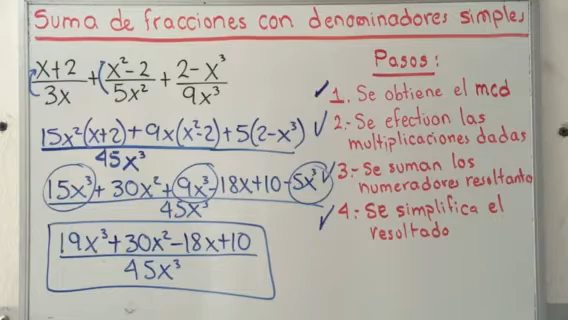 Suma de fracciones con denominadores simples
x+2/3x + x²-2/5x² + 2-x³/9x³
15x²(x+2)+9x(x²-2)+5(2-x³)
45x³
15x³+30x²+9x³-18x+10-5x³
45x³
19x³+30x²-18x+10
45x³
Pasos:
1. Se obtiene el mcd
2.- Se efectúan las
multiplicaciones dadas
3.- Se suman los
numeradores resoltanto
4.- Se simplifica el
resoltado